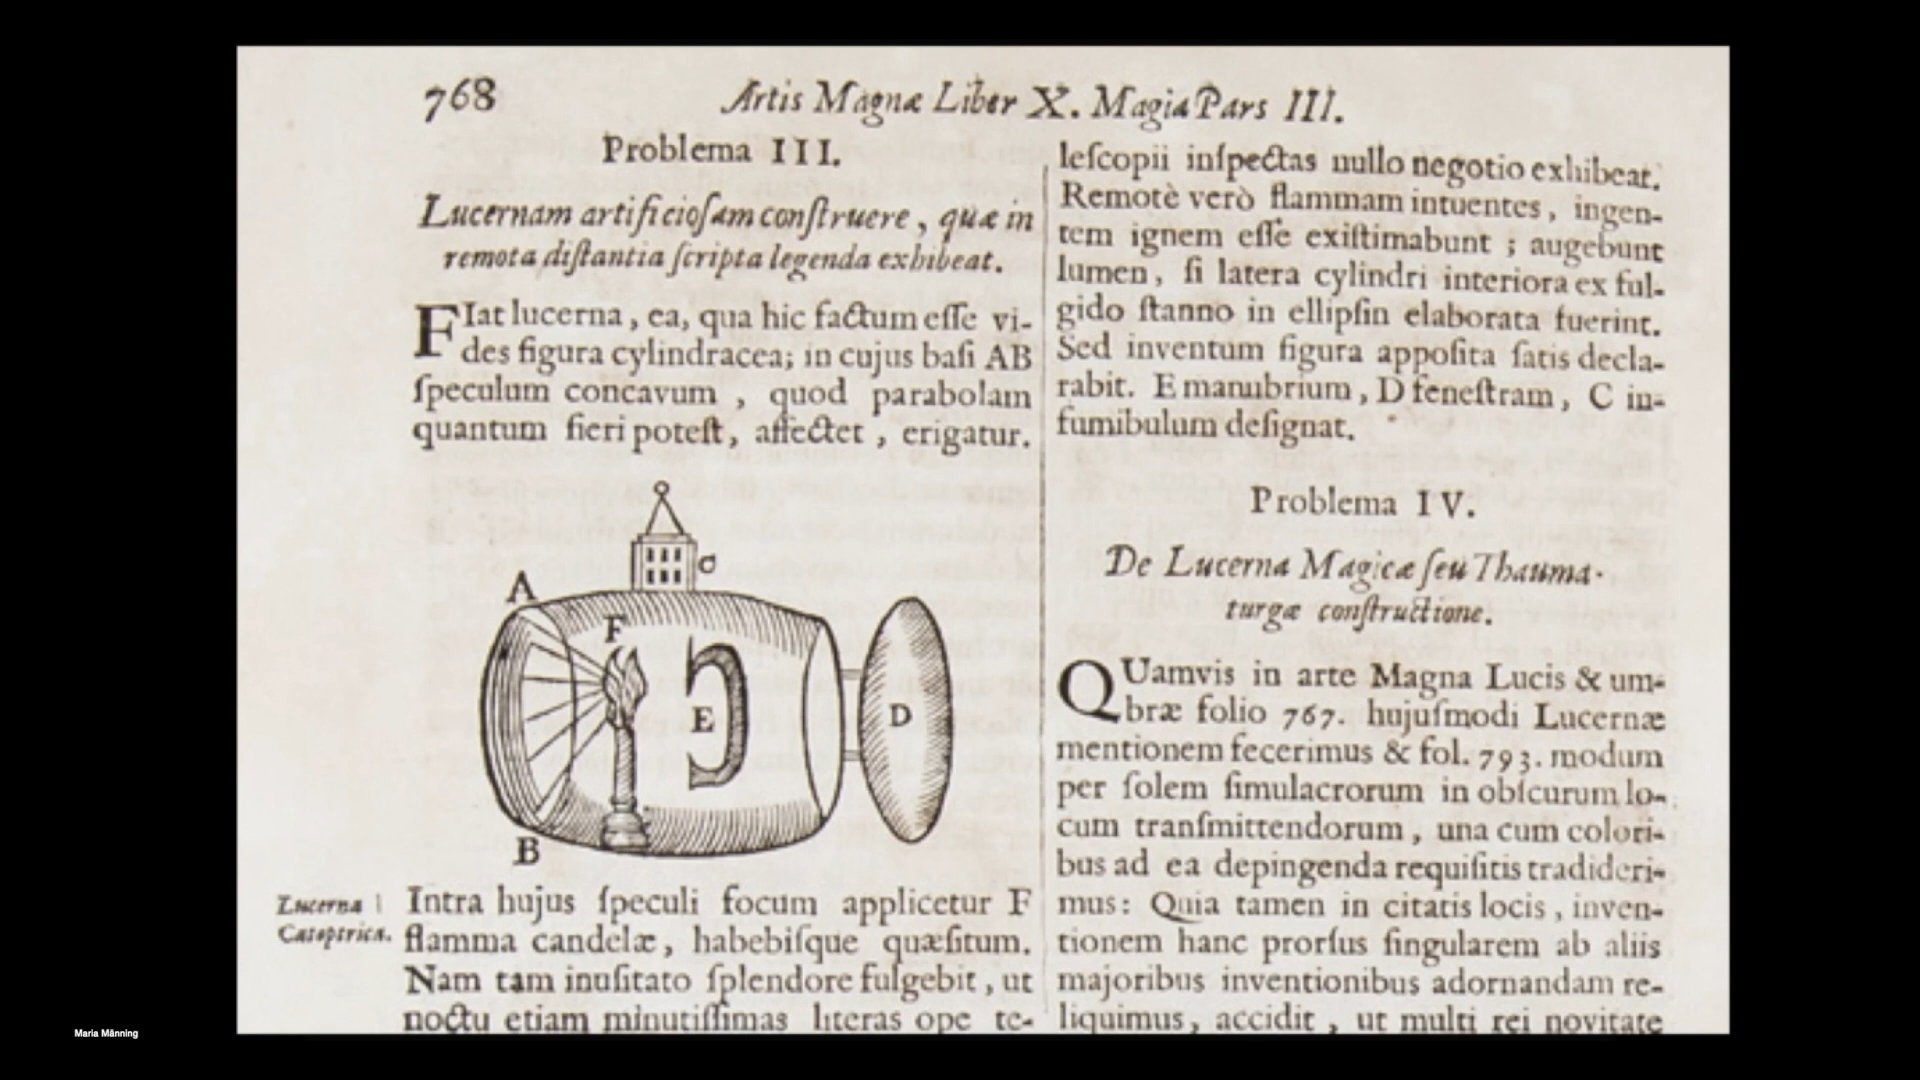 768
Artis Magnæ Liber X. Magia Pars III.
Problema III.
Lucernam artificioſam conſtruere, quæ in
remota diſtantia ſcripta legenda exhibeat.
FIat lucerna, ea, qua hic factum eſſe vi-
des figura cylindracea; in cujus baſi AB
ſpeculum concavum, quod parabolam
quantum fieri poteſt, affectet, erigatur.
C
A
F
E
D
B
Lucerna
Catoptrica.
Intra hujus ſpeculi focum applicetur F
flamma candelæ, habebiſque quæſitum.
Nam tam inuſitato ſplendore fulgebit, ut
noctu etiam minutiſſimas literas ope te-
leſcopii inſpectas nullo negotio exhibeat.
Remotè verò flammam intuentes, ingen-
tem ignem eſſe exiſtimabunt; augebunt
lumen, ſi latera cylindri interiora ex ful-
gido ſtanno in ellipſin elaborata fuerint.
Sed inventum figura appoſita ſatis decla-
rabit. E manubrium, D feneſtram, C in-
fumibulum deſignat.
Problema IV.
De Lucerna Magicæ ſeu Thauma-
turgæ conſtructione.
QUamvis in arte Magna Lucis & um-
bræ folio 767. hujuſmodi Lucernæ
mentionem fecerimus & fol. 793. modum
per ſolem ſimulacrorum in obſcurum lo-
cum tranſmittendorum, una cum colori-
bus ad ea depingenda requiſitis tradideri-
mus: Quia tamen in citatis locis, inven-
tionem hanc prorſus ſingularem ab aliis
majoribus inventionibus adornandam re-
liquimus, accidit, ut multi rei novitate
Maria Männing